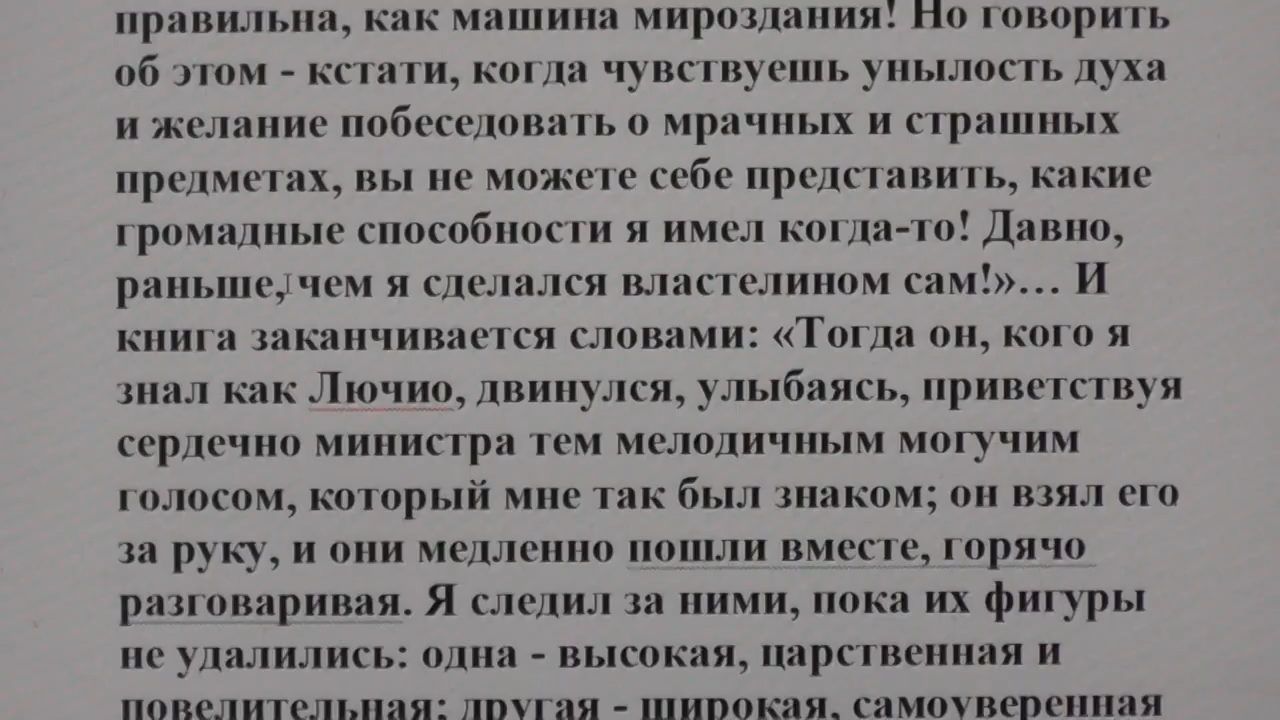 правильна, как машина мироздания! Но говорить
об этом - кстати, когда чувствуешь унылость духа
и желание побеседовать о мрачных и страшных
предметах, вы не можете себе представить, какие
громадные способности я имел когда-то! Давно,
раньше, чем я сделался властелином сам!»… И
книга заканчивается словами: «Тогда он, кого я
знал как Лючио, двинулся, улыбаясь, приветствуя
сердечно министра тем мелодичным могучим
голосом, который мне так был знаком; он взял его
за руку, и они медленно пошли вместе, горячо
разговаривая. Я следил за ними, пока их фигуры
не удалились: одна - высокая, царственная и
повелительная; другая - широкая, самоуверенная